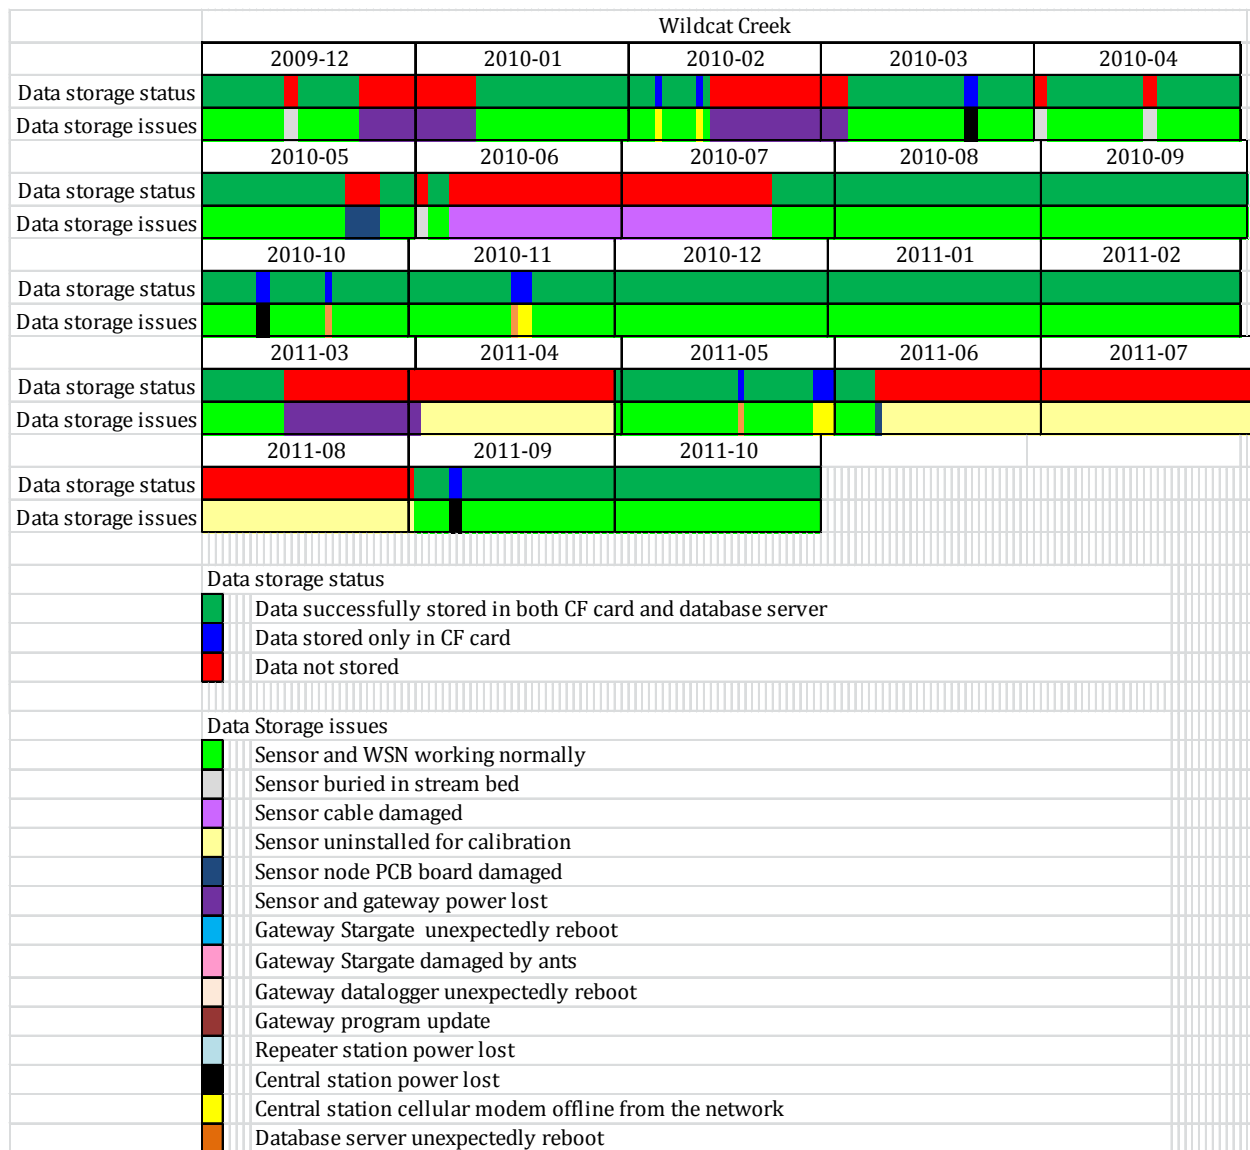 Wildcat Creek
2009-12 2010-01 2010-02 2010-03 2010-04
Data storage status
Data storage issues
2010-05 2010-06 2010-07 2010-08 2010-09
Data storage status
Data storage issues
2010-10 2010-11 2010-12 2011-01 2011-02
Data storage status
Data storage issues
2011-03 2011-04 2011-05 2011-06 2011-07
Data storage status
Data storage issues
2011-08 2011-09 2011-10
Data storage status
Data storage issues
Data storage status
Data successfully stored in both CF card and database server
Data stored only in CF card
Data not stored
Data Storage issues
Sensor and WSN working normally
Sensor buried in stream bed
Sensor cable damaged
Sensor uninstalled for calibration
Sensor node PCB board damaged
Sensor and gateway power lost
Gateway Stargate  unexpectedly reboot
Gateway Stargate damaged by ants
Gateway datalogger unexpectedly reboot
Gateway program update
Repeater station power lost
Central station power lost
Central station cellular modem offline from the network
Database server unexpectedly reboot